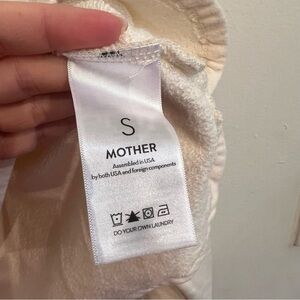 S
MOTHER
Assembled in USA
by both USA and foreign components
DO YOUR OWN LAUNDRY